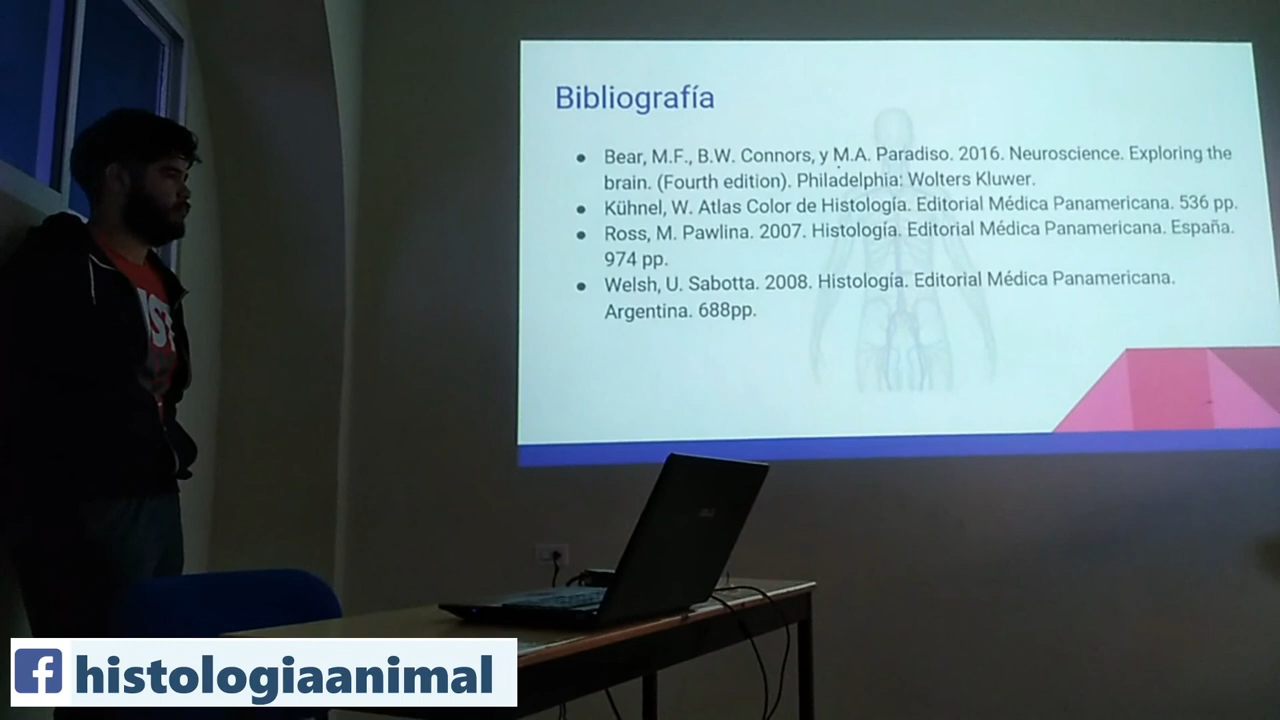 Bibliografía
Bear, M.F., B.W. Connors, y M.A. Paradiso. 2016. Neuroscience. Exploring the
brain. (Fourth edition). Philadelphia: Wolters Kluwer.
Kühnel, W. Atlas Color de Histología. Editorial Médica Panamericana. 536 pp.
Ross, M. Pawlina. 2007. Histología. Editorial Médica Panamericana. España.
974 pp.
Welsh, U. Sabotta. 2008. Histología. Editorial Médica Panamericana.
Argentina. 688pp.
histologiaanimal